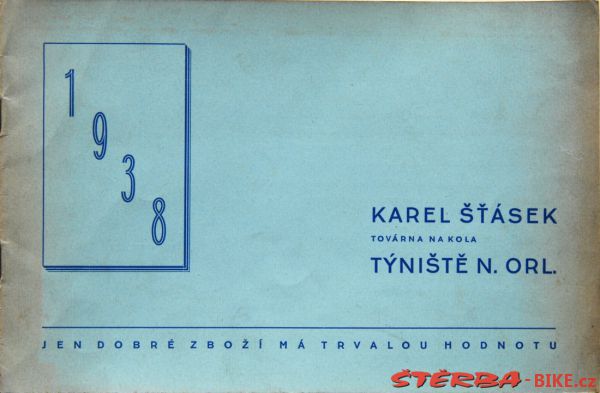 1
9
3
8
KAREL ŠŤÁSEK
TOVÁRNA NA KOLA
TÝNIŠTĚ N. ORL.
JEN DOBRÉ ZBOŽÍ MÁ TRVALOU HODNOTU
ŠTĚRBA-BIKE.cz